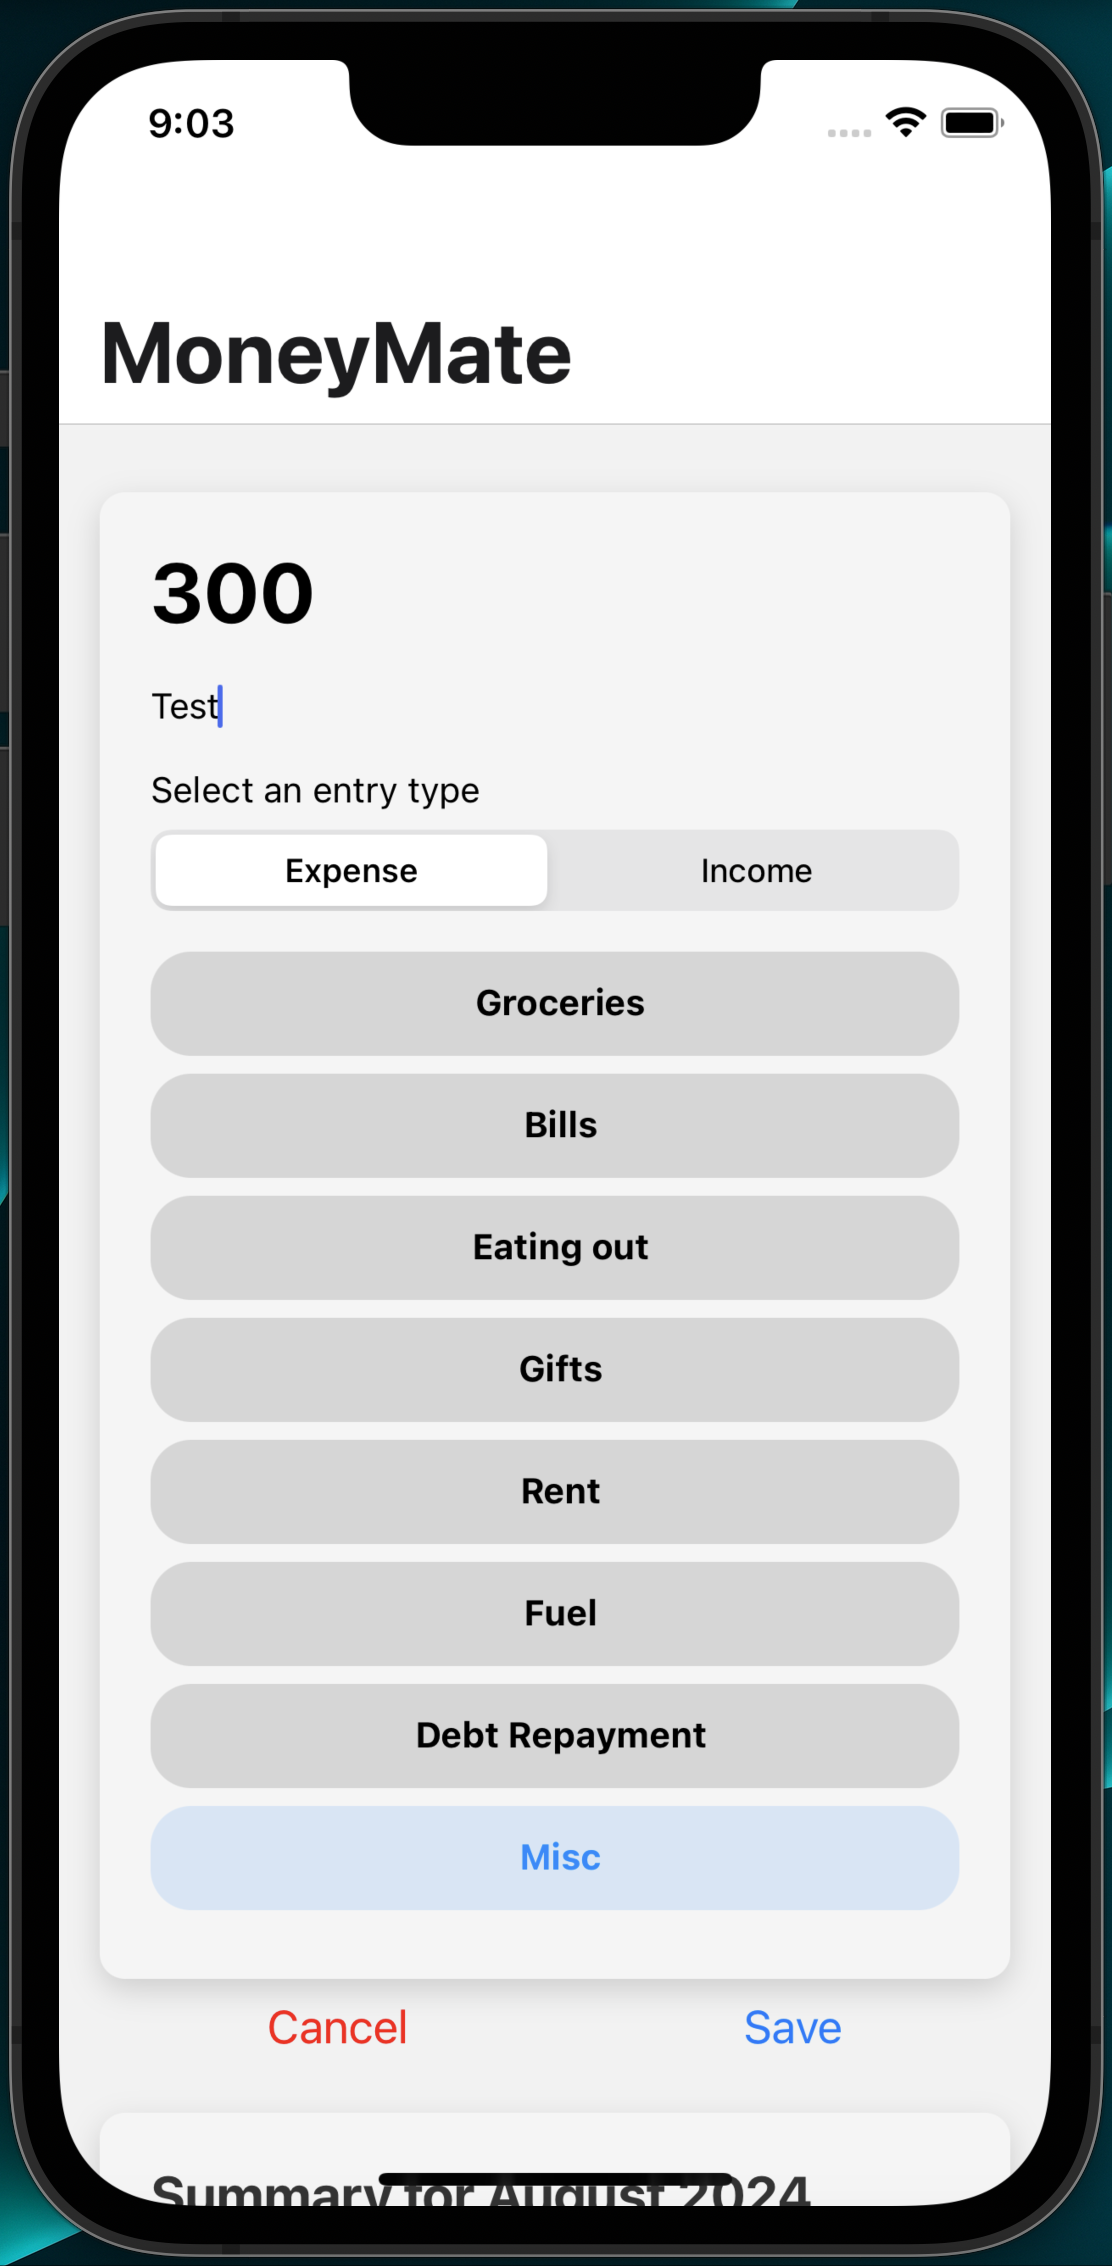 9:03
MoneyMate
300
Test
Select an entry type
Expense
Income
Groceries
Bills
Eating out
Gifts
Rent
Fuel
Debt Repayment
Misc
Cancel
Save
Summary for August 2024